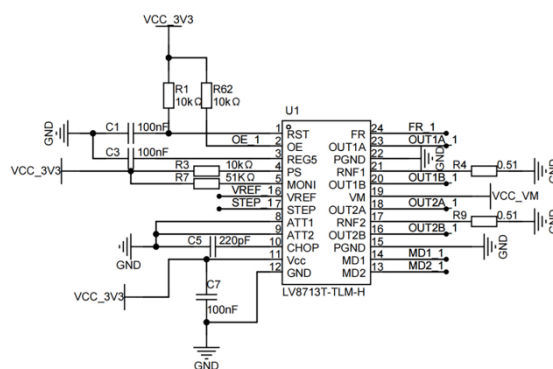 VCC_3V3
R1
10kΩ
R62
10kΩ
U1
GND
C1
100nF
1
RST
FR
24
FR_1
OE_1
2
OE
OUT1A
23
OUT1A_1
C3
100nF
3
REG5
PGND
22
GND
VCC_3V3
R3
10kΩ
4
PS
RNF1
21
R4
0.51
GND
R7
51KΩ
5
MONI
OUT1B
20
OUT1B_1
VREF_1
6
VREF
VM
19
VCC_VM
STEP_1
7
STEP
OUT2A
18
OUT2A_1
8
ATT1
RNF2
17
R9
0.51
GND
9
ATT2
OUT2B
16
OUT2B_1
GND
C5
220pF
10
CHOP
PGND
15
GND
11
Vcc
MD1
14
MD1_1
12
GND
MD2
13
MD2_1
VCC_3V3
C7
100nF
LV8713T-TLM-H
GND